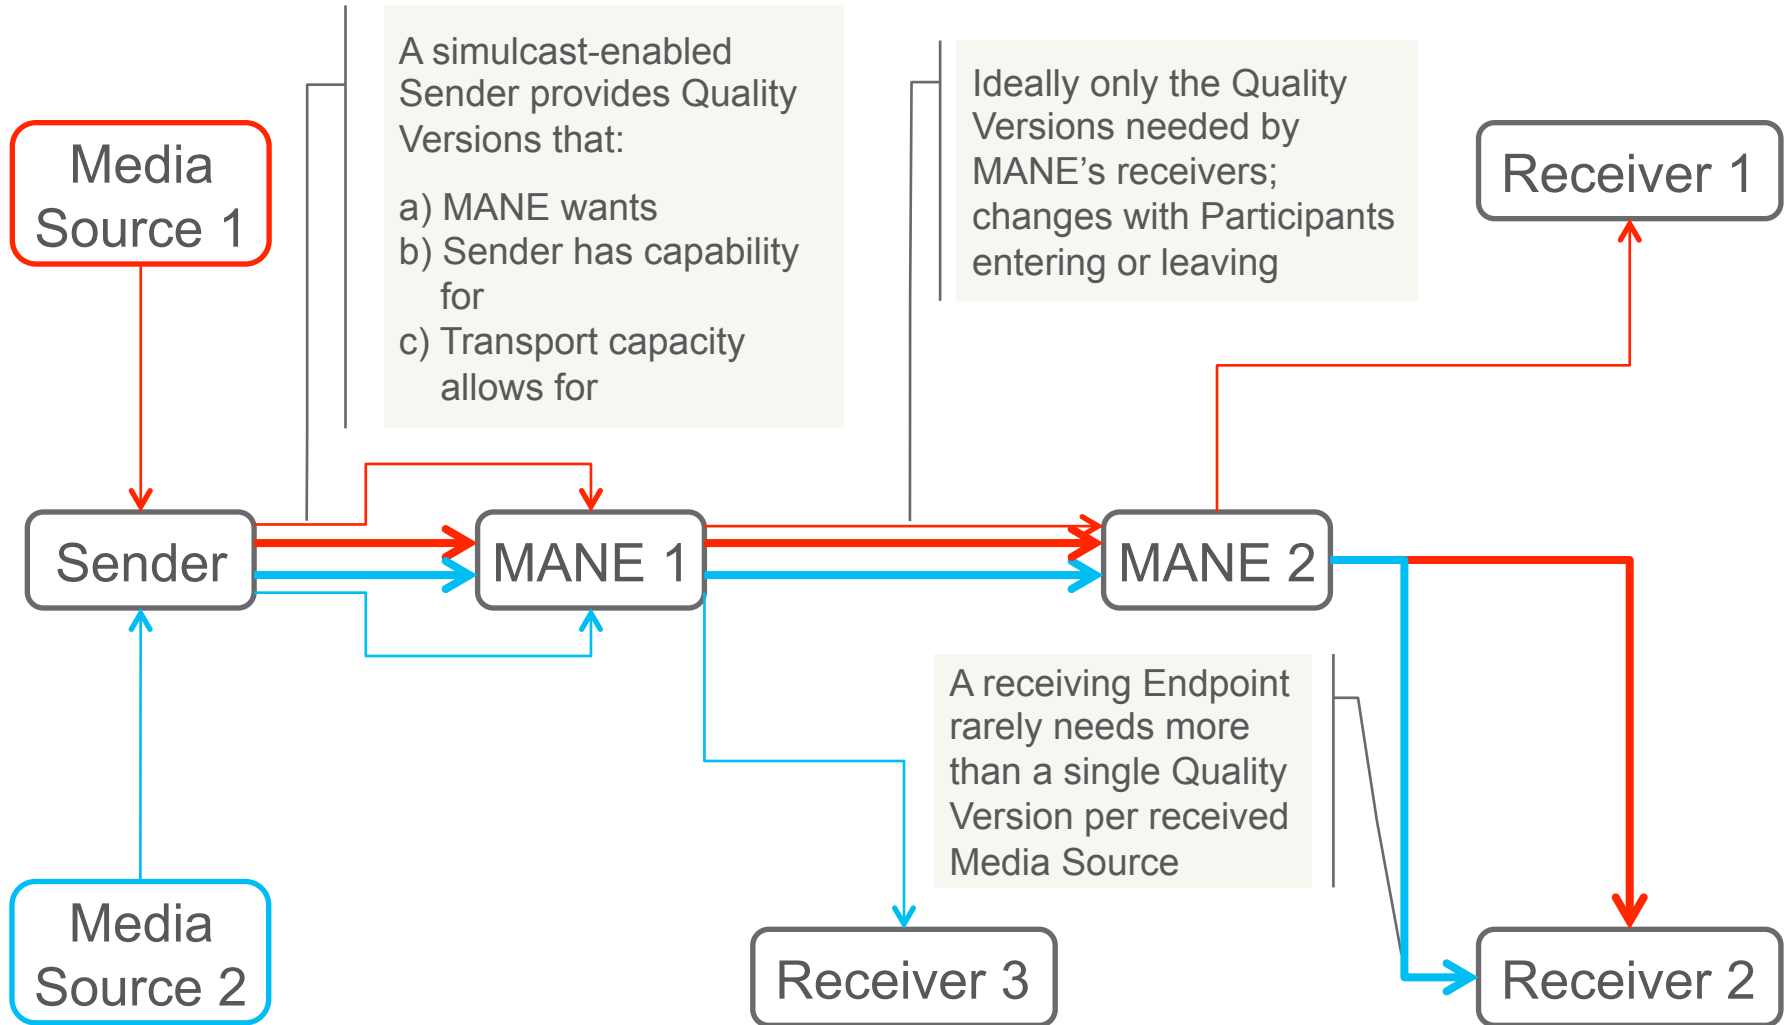 A simulcast-enabled
Sender provides Quality
Versions that:
a) MANE wants
b) Sender has capability
for
c) Transport capacity
allows for
Ideally only the Quality
Versions needed by
MANE’s receivers;
changes with Participants
entering or leaving
Media
Source 1
Receiver 1
Sender
MANE 1
MANE 2
A receiving Endpoint
rarely needs more
than a single Quality
Version per received
Media Source
Media
Source 2
Receiver 3
Receiver 2